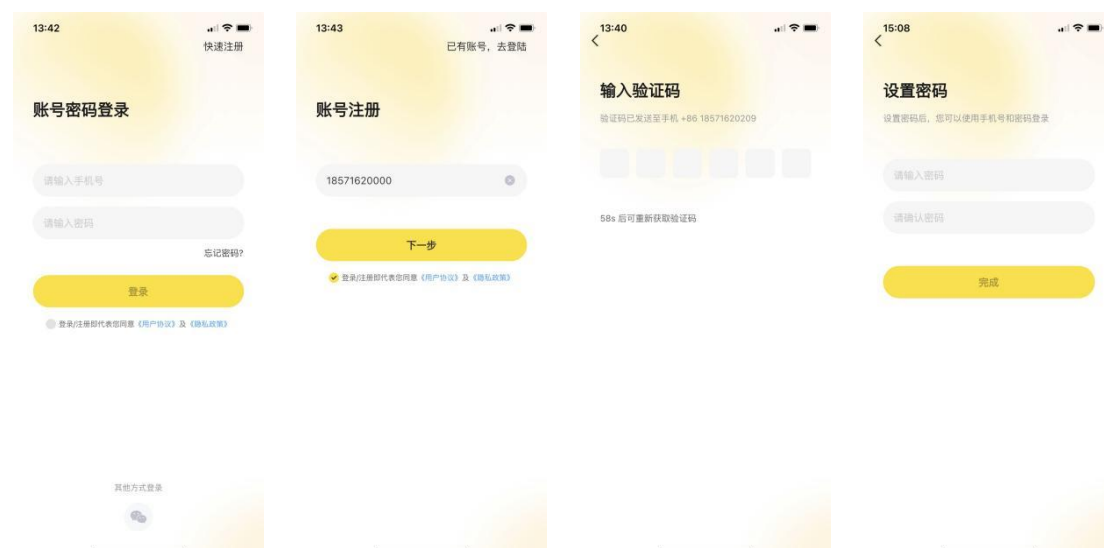 13:42
快速注册
账号密码登录
请输入手机号
请输入密码
忘记密码?
登录
登录/注册即代表您同意《用户协议》及《隐私政策》
其他方式登录
13:43
已有账号，去登陆
账号注册
18571620000
下一步
登录/注册即代表您同意《用户协议》及《隐私政策》
13:40
输入验证码
验证码已发送至手机 +86 18571620209
58s 后可重新获取验证码
15:08
设置密码
设置密码后，您可以使用手机号和密码登录
请输入密码
请确认密码
完成